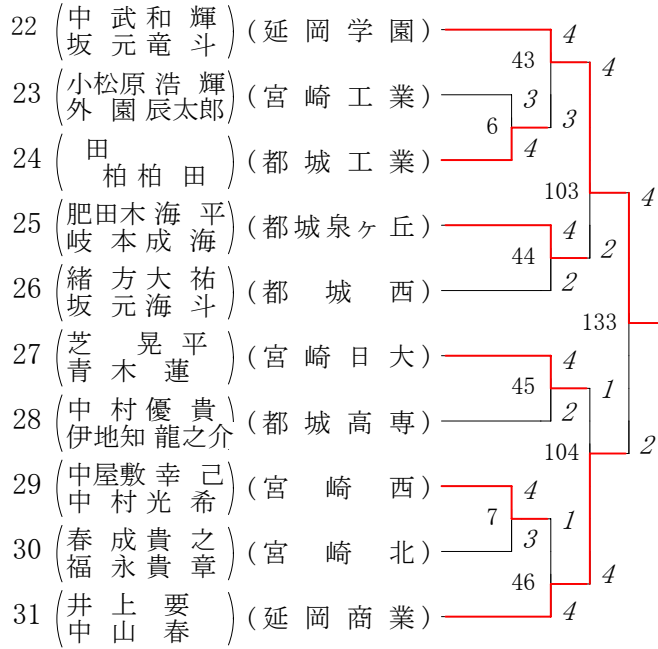 22 (中 武 和 輝 坂 元 竜 斗) (延 岡 学 園) 4
43 4
23 (小松原 浩 輝 外 園 辰太郎) (宮 崎 工 業) 3
6 3
24 (田 柏 柏 田) (都 城 工 業) 4
103 4
25 (肥田木 海 平 岐 本 成 海) (都 城 泉 ヶ 丘) 4
44 2
26 (緒 方 大 祐 坂 元 海 斗) (都 城 西) 2
133
27 (芝 晃 平 青 木 蓮) (宮 崎 日 大) 4
45 1
28 (中 村 優 貴 伊地知 龍之介) (都 城 高 専) 2
104 2
29 (中屋敷 幸 己 中 村 光 希) (宮 崎 西) 4
7 1
30 (春 成 貴 之 福 永 貴 章) (宮 崎 北) 3
46 4
31 (井 上 要 中 山 春) (延 岡 商 業) 4